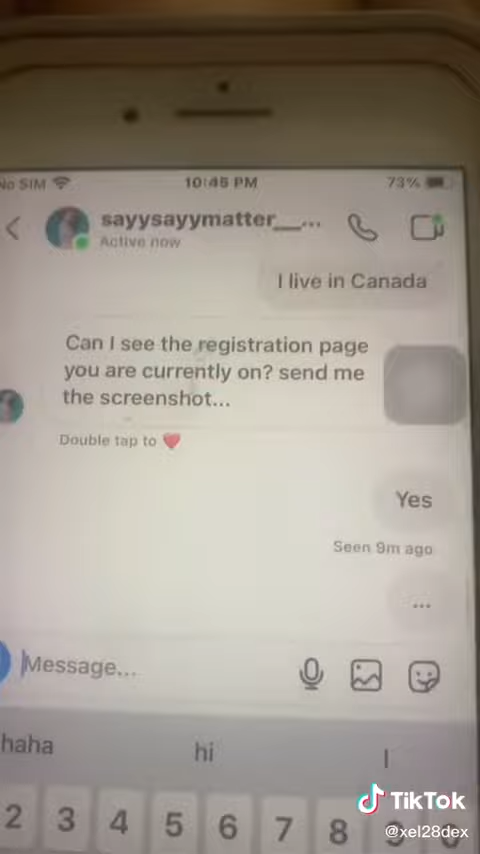 No SIM 10:45 PM 73%
sayysayymatter__...
Active now
I live in Canada
Can I see the registration page
you are currently on? send me
the screenshot...
Double tap to ❤️
Yes
Seen 9m ago
...
Message...
haha hi I
2 3 4 5 6 7 8 9 0
TikTok
@xel28dex